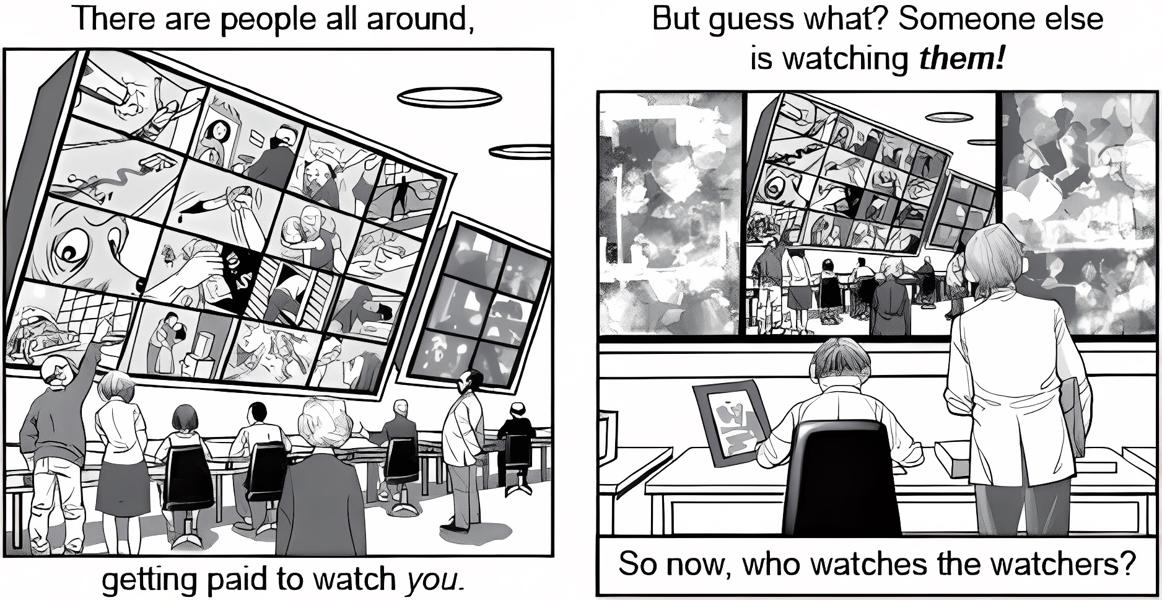 There are people all around,
getting paid to watch you.
But guess what? Someone else
is watching them!
So now, who watches the watchers?